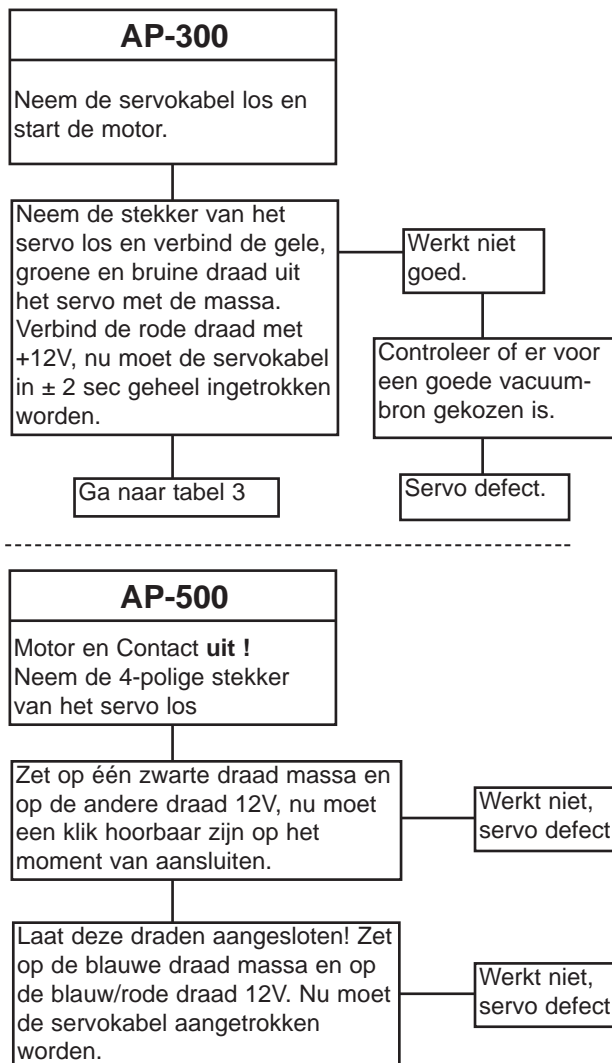 AP-300
Neem de servokabel los en
start de motor.
Neem de stekker van het
servo los en verbind de gele,
groene en bruine draad uit
het servo met de massa.
Verbind de rode draad met
+12V, nu moet de servokabel
in ± 2 sec geheel ingetrokken
worden.
Werkt niet
goed.
Controleer of er voor
een goede vacuum-
bron gekozen is.
Ga naar tabel 3
Servo defect.
AP-500
Motor en Contact uit !
Neem de 4-polige stekker
van het servo los
Zet op één zwarte draad massa en
op de andere draad 12V, nu moet
een klik hoorbaar zijn op het
moment van aansluiten.
Werkt niet,
servo defect
Laat deze draden aangesloten! Zet
op de blauwe draad massa en op
de blauw/rode draad 12V. Nu moet
de servokabel aangetrokken
worden.
Werkt niet,
servo defect